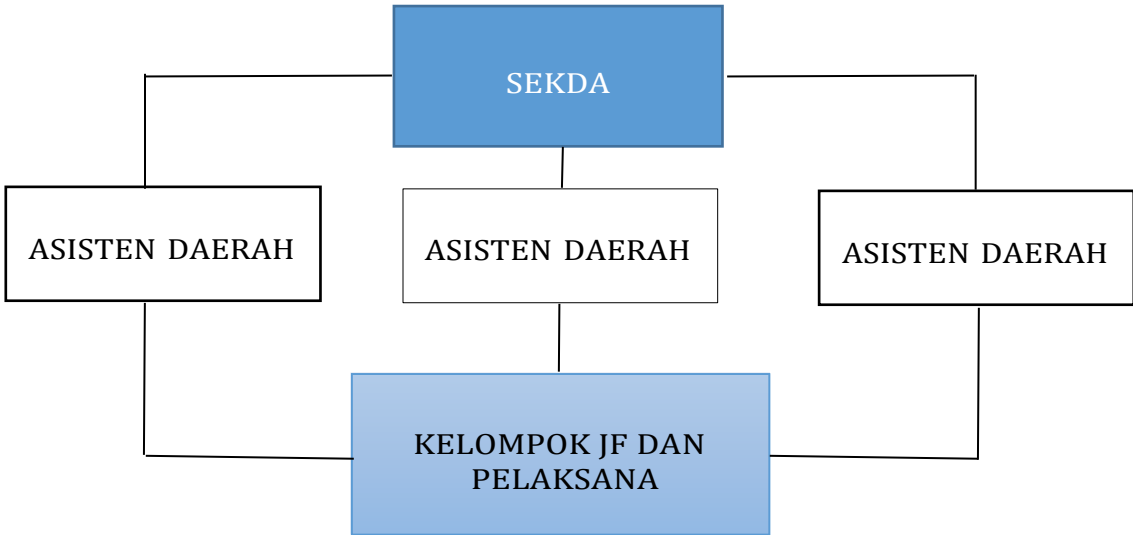 SEKDA
ASISTEN DAERAH
ASISTEN DAERAH
ASISTEN DAERAH
KELOMPOK JF DAN
PELAKSANA